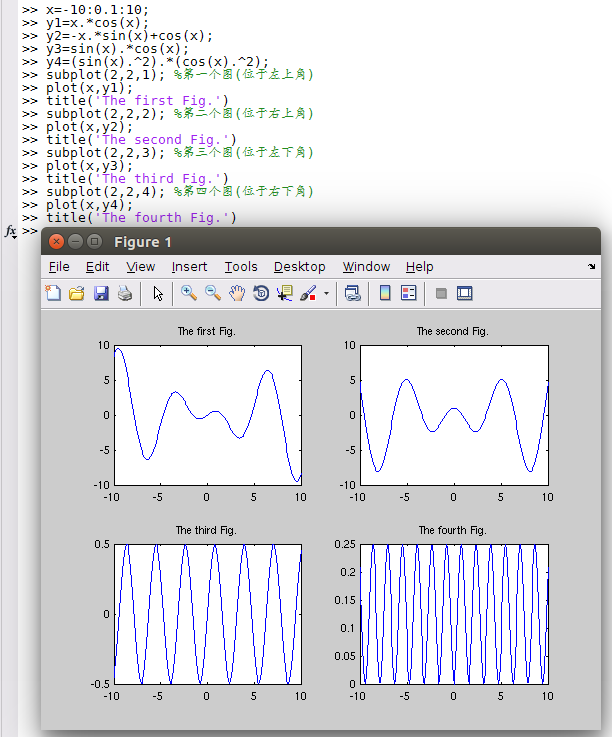 >> x=-10:0.1:10;
>> y1=x.*cos(x);
>> y2=-x.*sin(x)+cos(x);
>> y3=sin(x).*cos(x);
>> y4=(sin(x).^2).*(cos(x).^2);
>> subplot(2,2,1); %第一个图(位于左上角)
>> plot(x,y1);
>> title('The first Fig.')
>> subplot(2,2,2); %第二个图(位于右上角)
>> plot(x,y2);
>> title('The second Fig.')
>> subplot(2,2,3); %第三个图(位于左下角)
>> plot(x,y3);
>> title('The third Fig.')
>> subplot(2,2,4); %第四个图(位于右下角)
>> plot(x,y4);
>> title('The fourth Fig.')
fx >>
Figure 1
File Edit View Insert Tools Desktop Window Help
The first Fig.
10
5
0
-5
-10
-10 -5 0 5 10
The second Fig.
10
5
0
-5
-10
-10 -5 0 5 10
The third Fig.
0.5
0
-0.5
-10 -5 0 5 10
The fourth Fig.
0.25
0.2
0.15
0.1
0.05
0
-10 -5 0 5 10